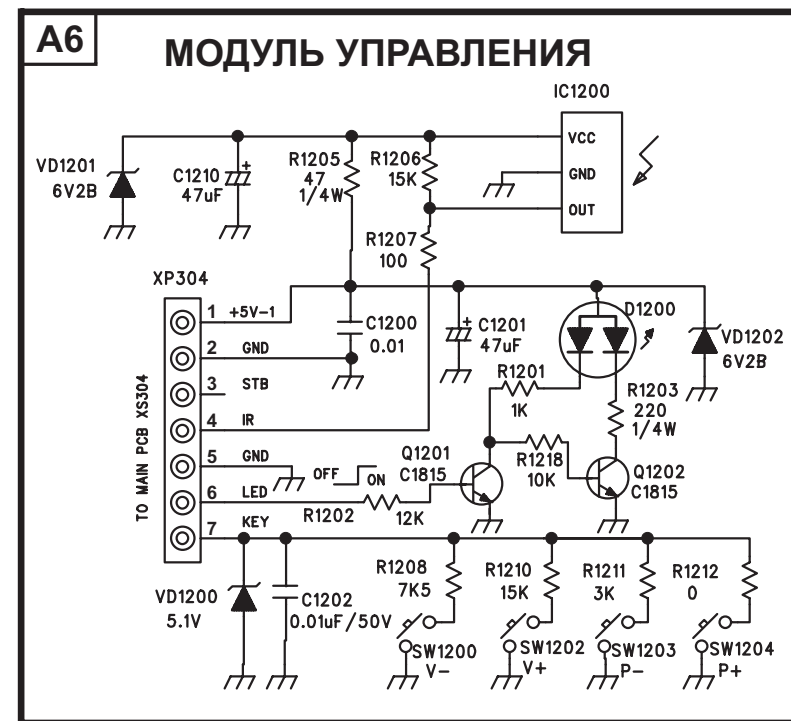 A6
МОДУЛЬ УПРАВЛЕНИЯ
IC1200
VCC
GND
OUT
VD1201
6V2B
C1210
47uF
+
R1205
47
1/4W
R1206
15K
R1207
100
XP304
1 +5V-1
2 GND
3 STB
4 IR
5 GND
6 LED
7 KEY
TO MAIN PCB XS304
C1200
0.01
+
C1201
47uF
D1200
VD1202
6V2B
R1201
1K
R1203
220
1/4W
Q1201
C1815
R1218
10K
Q1202
C1815
OFF
ON
R1202
12K
VD1200
5.1V
C1202
0.01uF/50V
R1208
7K5
R1210
15K
R1211
3K
R1212
0
SW1200
V-
SW1202
V+
SW1203
P-
SW1204
P+